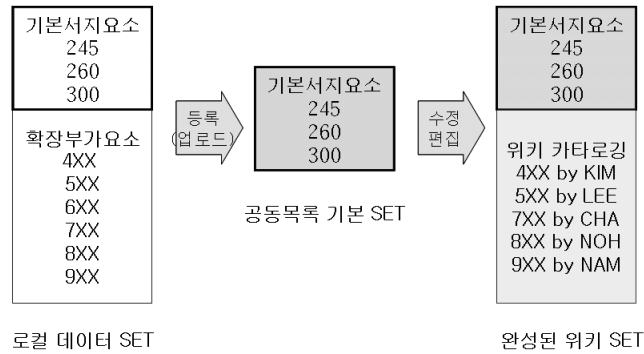 기본서지요소
245
260
300
확장부가요소
4XX
5XX
6XX
7XX
8XX
9XX
로컬 데이터 SET
등록
(업로드)
기본서지요소
245
260
300
공동목록 기본 SET
수정
편집
기본서지요소
245
260
300
위키 카타로깅
4XX by KIM
5XX by LEE
7XX by CHA
8XX by NOH
9XX by NAM
완성된 위키 SET